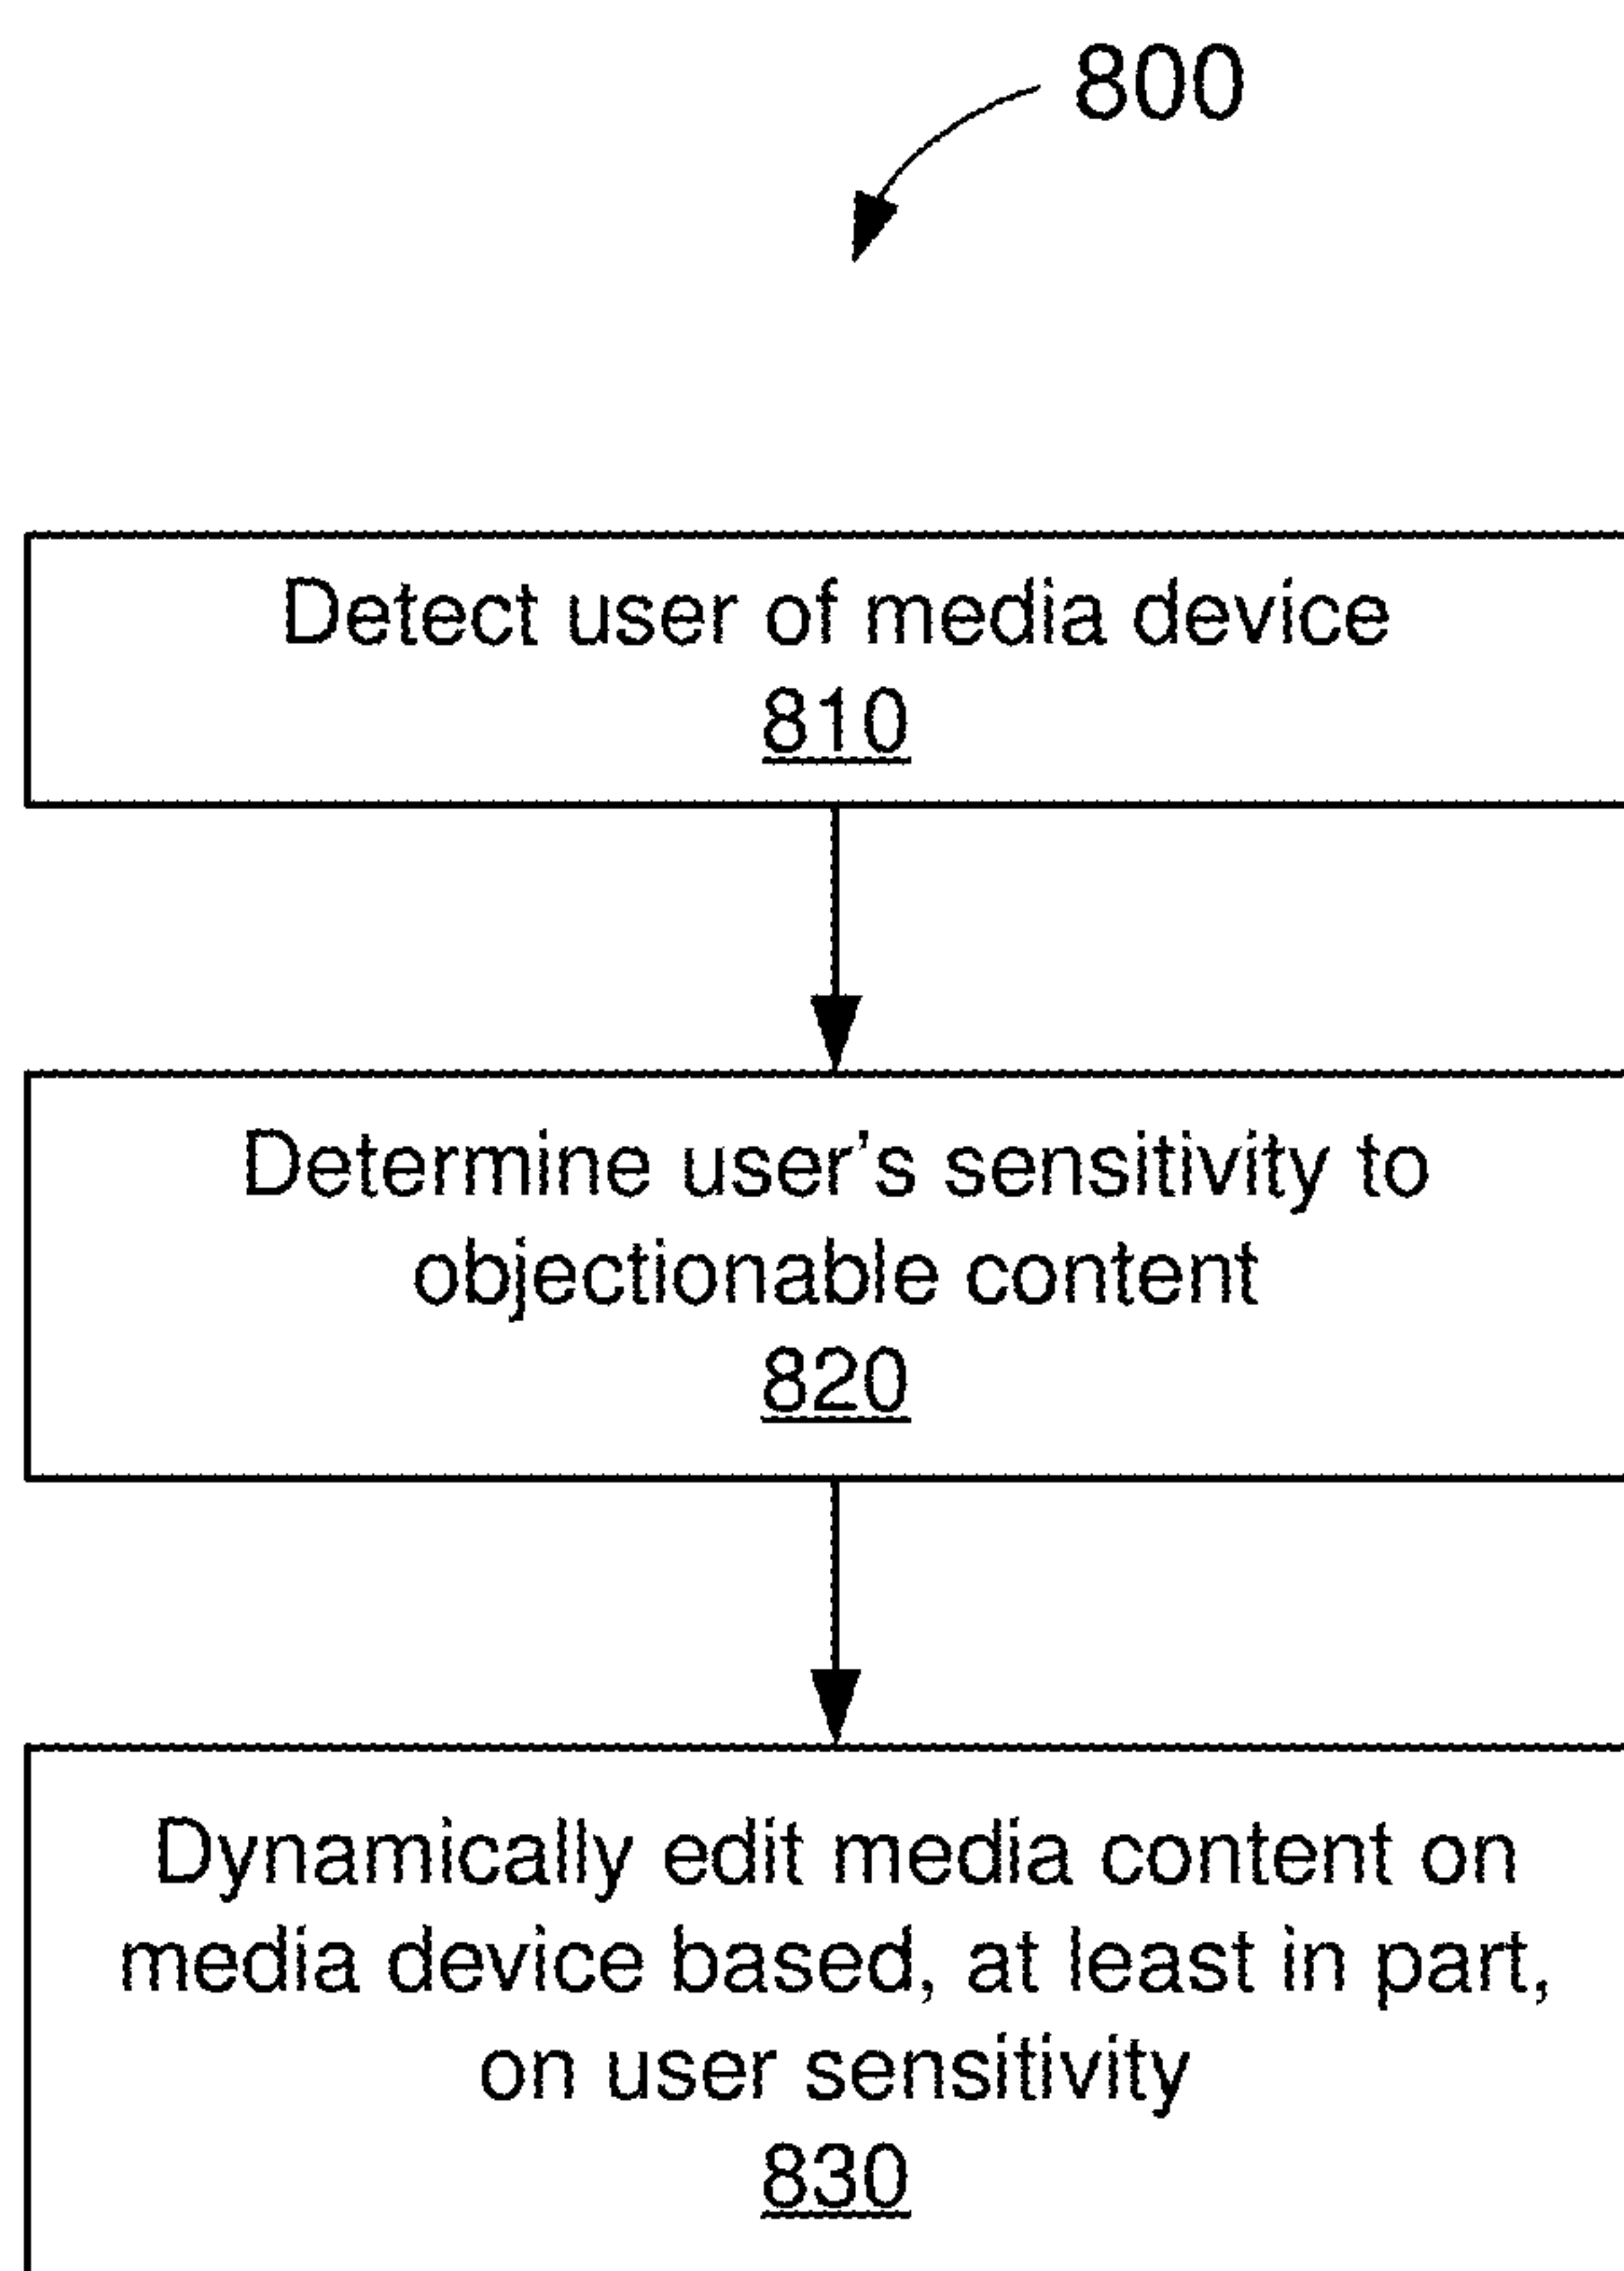 800
Detect user of media device
810
Determine user's sensitivity to
objectionable content
820
Dynamically edit media content on
media device based, at least in part,
on user sensitivity
830